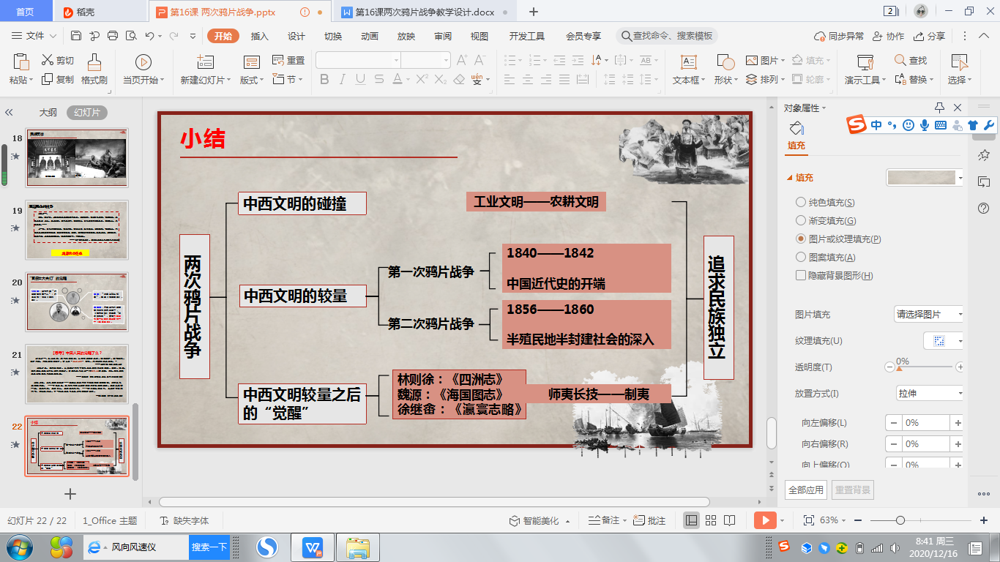 首页
稻壳
第16课 两次鸦片战争.pptx
第16课两次鸦片战争教学设计.docx
2
文件
开始
插入
设计
切换
动画
放映
审阅
视图
开发工具
会员专享
查找命令、搜索模板
同步异常
协作
分享
粘贴
剪切
复制
格式刷
当页开始
新建幻灯片
版式
重置
节
文本框
形状
图片
排列
填充
轮廓
演示工具
查找
替换
选择
大纲
幻灯片
18
19
20
21
【思考】中国人真的觉醒了么？
22
小结
两次鸦片战争
中西文明的碰撞
工业文明——农耕文明
中西文明的较量
第一次鸦片战争
1840——1842
中国近代史的开端
第二次鸦片战争
1856——1860
半殖民地半封建社会的深入
中西文明较量之后
的“觉醒”
林则徐：《四洲志》
魏源：《海国图志》
徐继畬：《瀛寰志略》
师夷长技——制夷
追求民族独立
对象属性
中
填充
填充
纯色填充(S)
渐变填充(G)
图片或纹理填充(P)
图案填充(A)
隐藏背景图形(H)
图片填充
请选择图片
纹理填充(U)
透明度(T)
0%
放置方式(I)
拉伸
向左偏移(L)
0%
向右偏移(R)
0%
向上偏移(O)
0%
全部应用
重置背景
幻灯片 22 / 22
1_Office 主题
缺失字体
智能美化
备注
批注
63%
风向风速仪
搜索一下
8:41 周三
2020/12/16